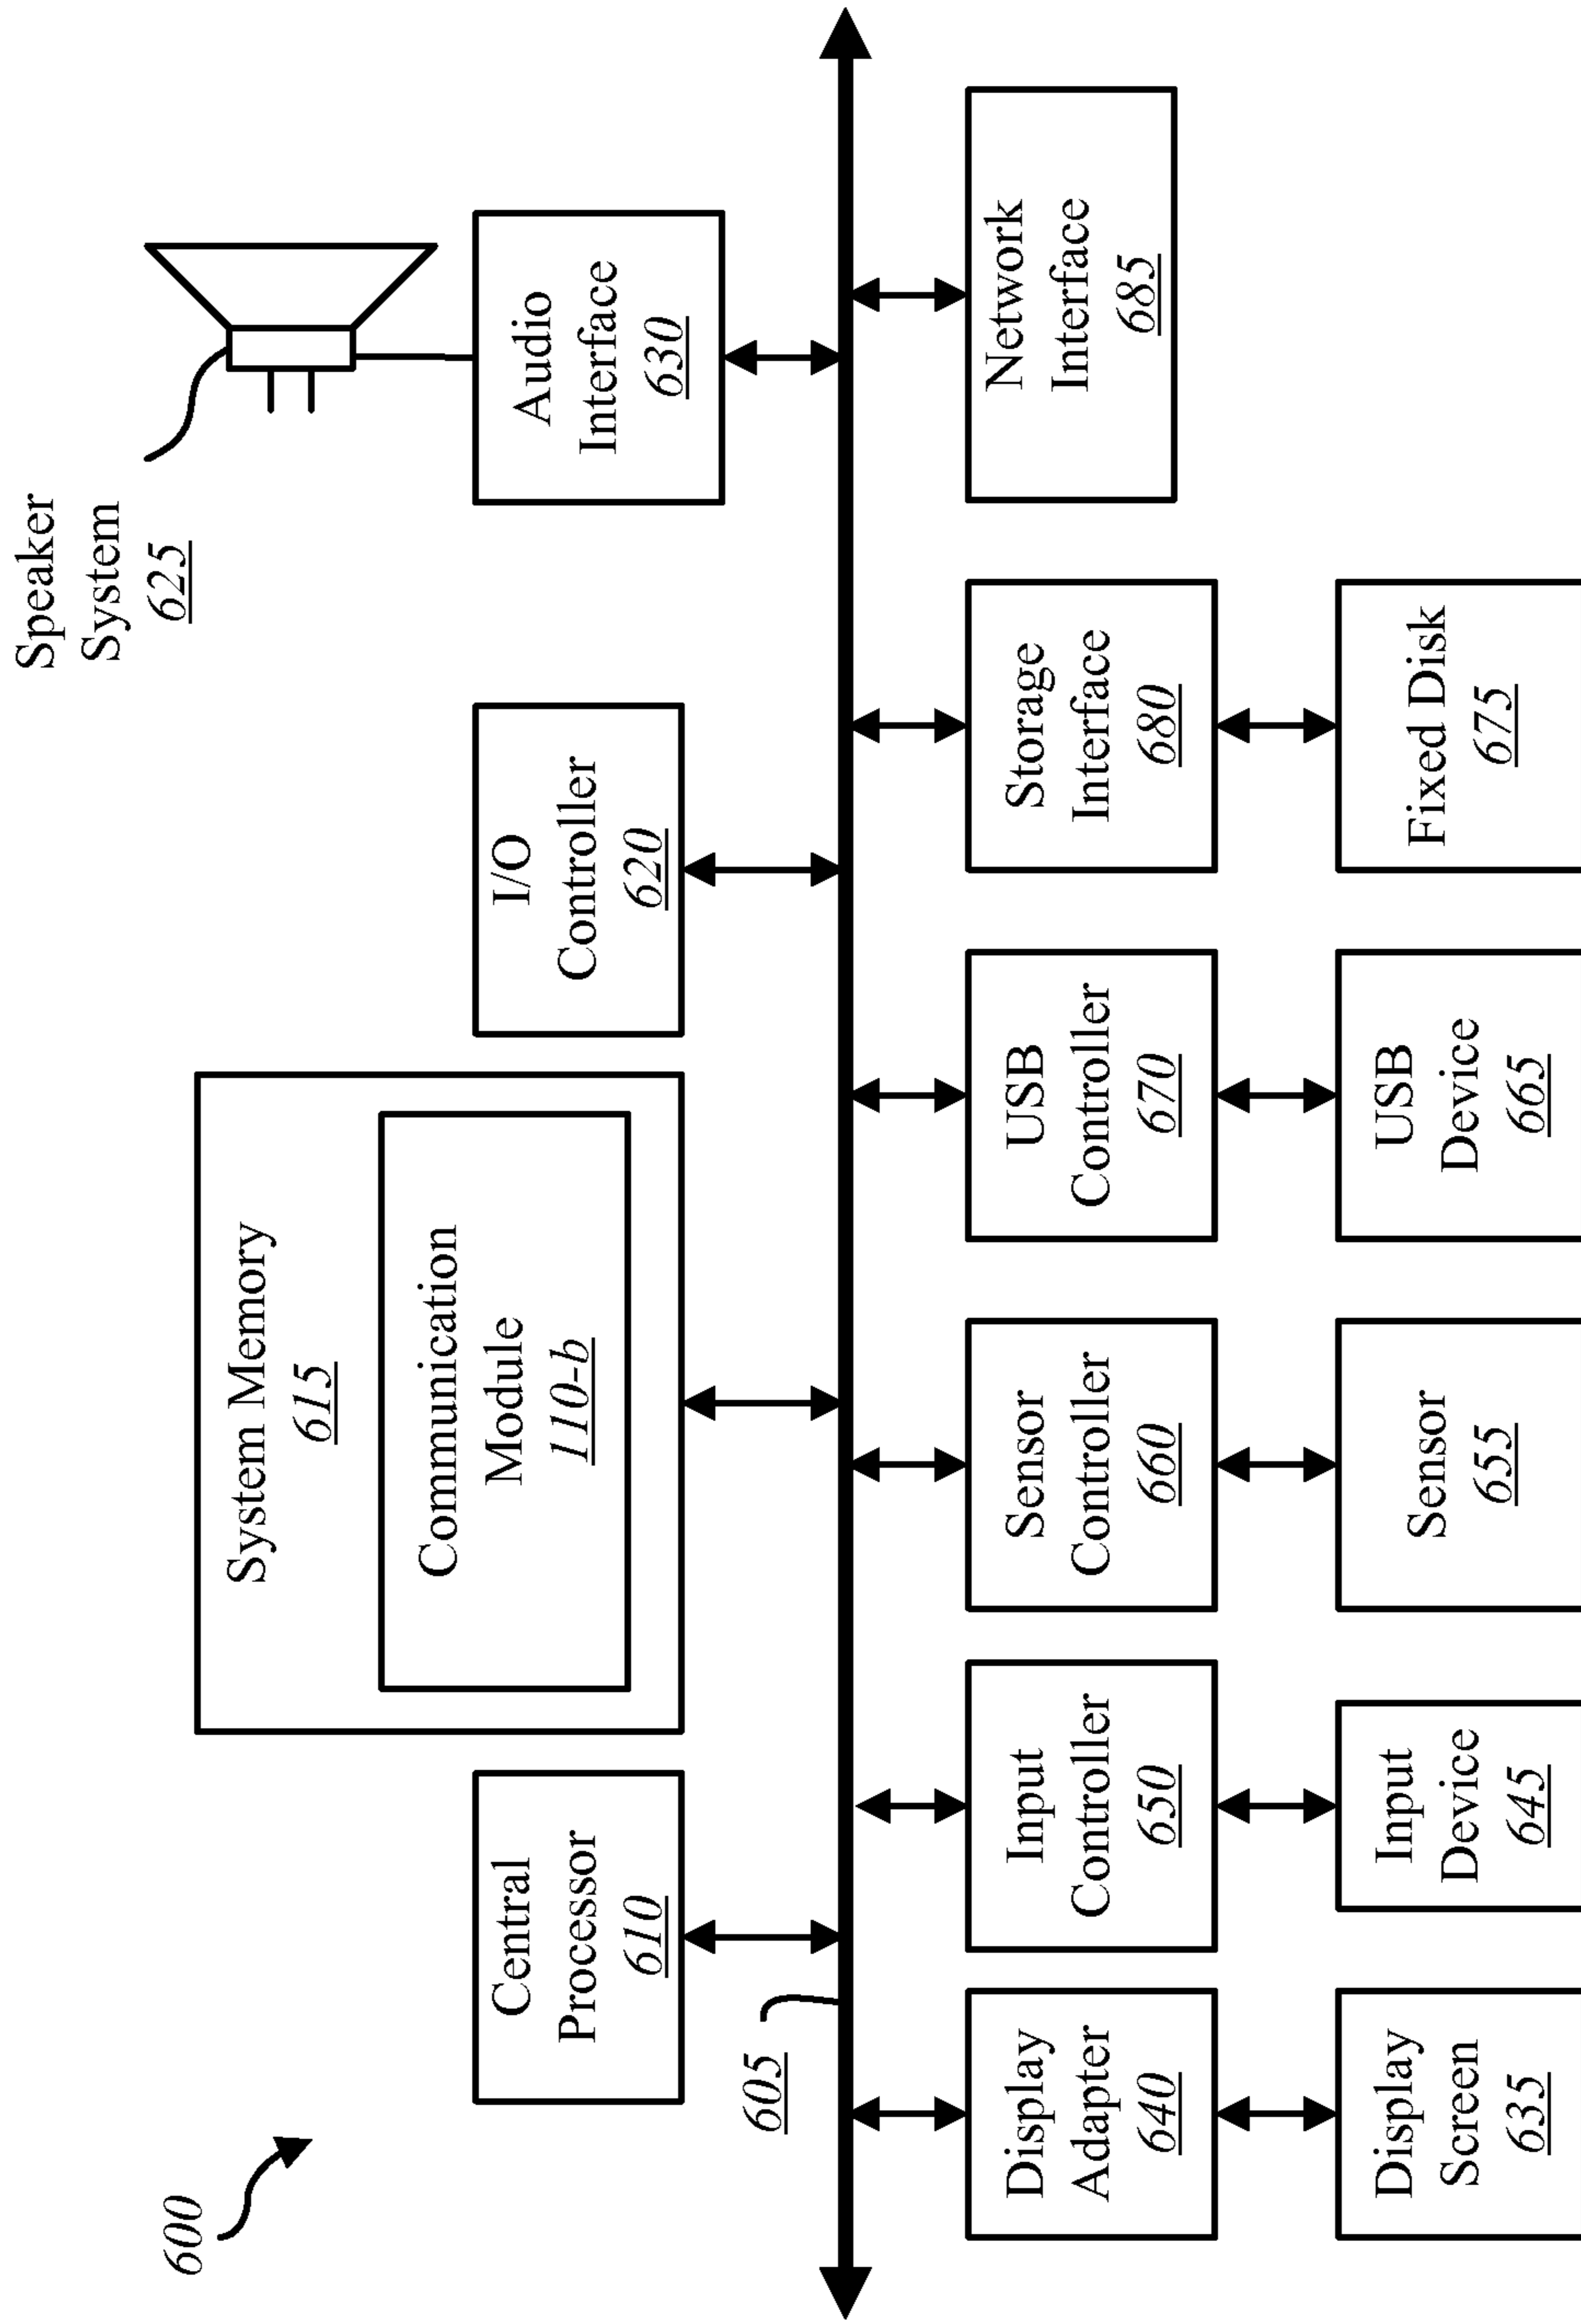 600
Speaker
System
625
Central
Processor
610
System Memory
615
Communication
Module
110-b
I/O
Controller
620
Audio
Interface
630
605
Display
Adapter
640
Input
Controller
650
Sensor
Controller
660
USB
Controller
670
Storage
Interface
680
Network
Interface
685
Display
Screen
635
Input
Device
645
Sensor
655
USB
Device
665
Fixed Disk
675